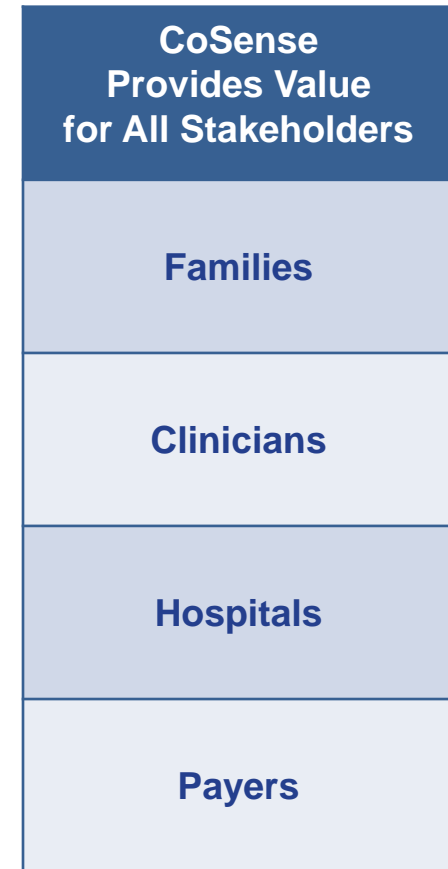 CoSense
Provides Value
for All Stakeholders
Families
Clinicians
Hospitals
Payers